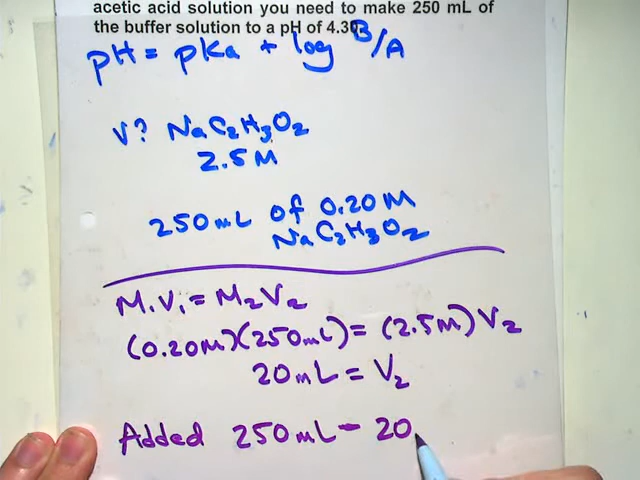 acetic acid solution you need to make 250 mL of
the buffer solution to a pH of 4.30.
pH = pKa + log B/A
V? NaC2H3O2
2.5M
250mL of 0.20M
NaC2H3O2
M1V1 = M2V2
(0.20M)(250mL) = (2.5M)V2
20mL = V2
Added 250mL - 20